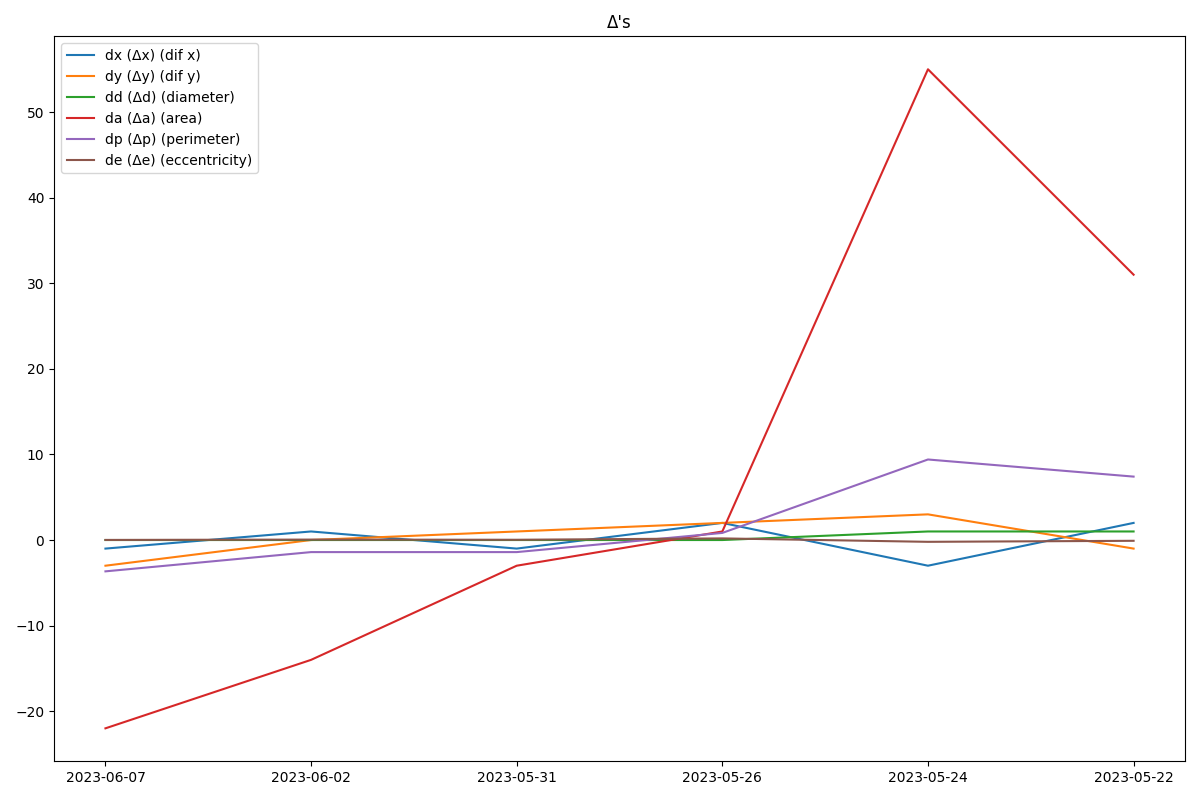 Δ's
dx (Δx) (dif x)
dy (Δy) (dif y)
dd (Δd) (diameter)
da (Δa) (area)
dp (Δp) (perimeter)
de (Δe) (eccentricity)
50
40
30
20
10
0
−10
−20
2023-06-07 2023-06-02 2023-05-31 2023-05-26 2023-05-24 2023-05-22